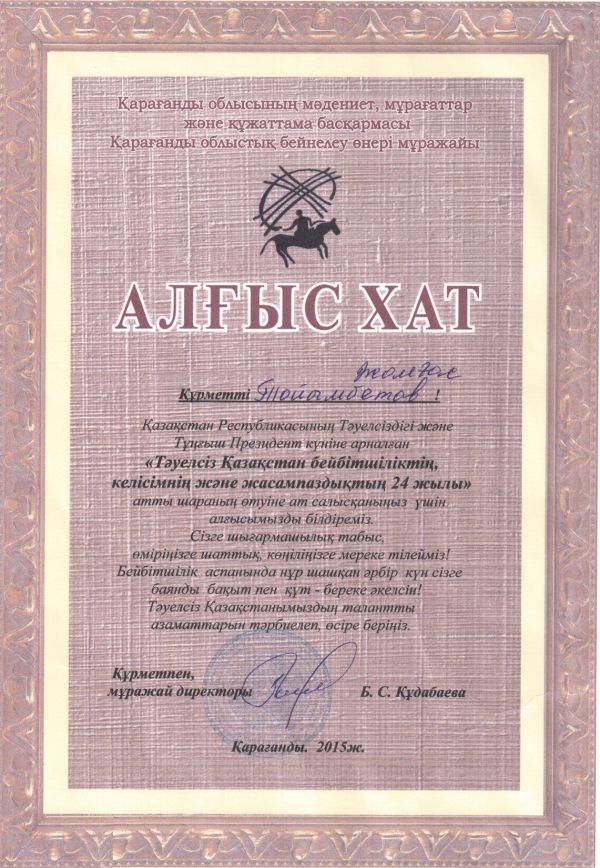 Қарағанды облысының мәдениет, мұрағаттар
және құжаттама басқармасы
Қарағанды облыстық бейнелеу өнері мұражайы
АЛҒЫС ХАТ
Жолғас
Құрметті Тойымбетов !
Қазақстан Республикасының Тәуелсіздігі және
Тұңғыш Президент күніне арналған
«Тәуелсіз Қазақстан бейбітшіліктің,
келісімнің және жасампаздықтың 24 жылы»
атты шараның өтуіне ат салысқаныңыз үшін
алғысымызды білдіреміз.
Сізге шығармашылық табыс,
өміріңізге шаттық, көңіліңізге мереке тілейміз!
Бейбітшілік аспанында нұр шашқан әрбір күн сізге
баянды бақыт пен құт - береке әкелсін!
Тәуелсіз Қазақстанымыздың талантты
азаматтарын тәрбиелеп, өсіре беріңіз.
Құрметпен,
мұражай директоры Б. С. Құдабаева
Қарағанды. 2015ж.